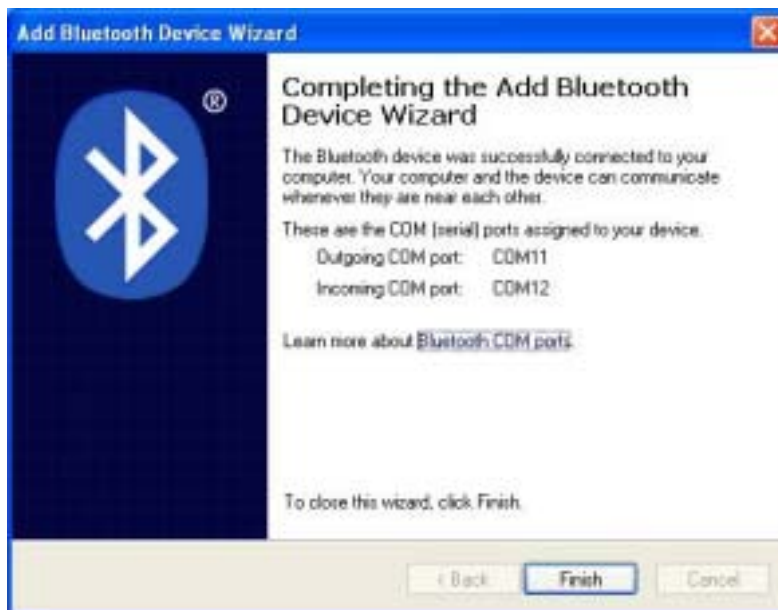 Add Bluetooth Device Wizard
®
Completing the Add Bluetooth
Device Wizard
The Bluetooth device was successfully connected to your
computer. Your computer and the device can communicate
whenever they are near each other.
These are the COM (serial) ports assigned to your device.
Outgoing COM port: COM11
Incoming COM port: COM12
Learn more about Bluetooth COM ports.
To close this wizard, click Finish.
< Back Finish Cancel